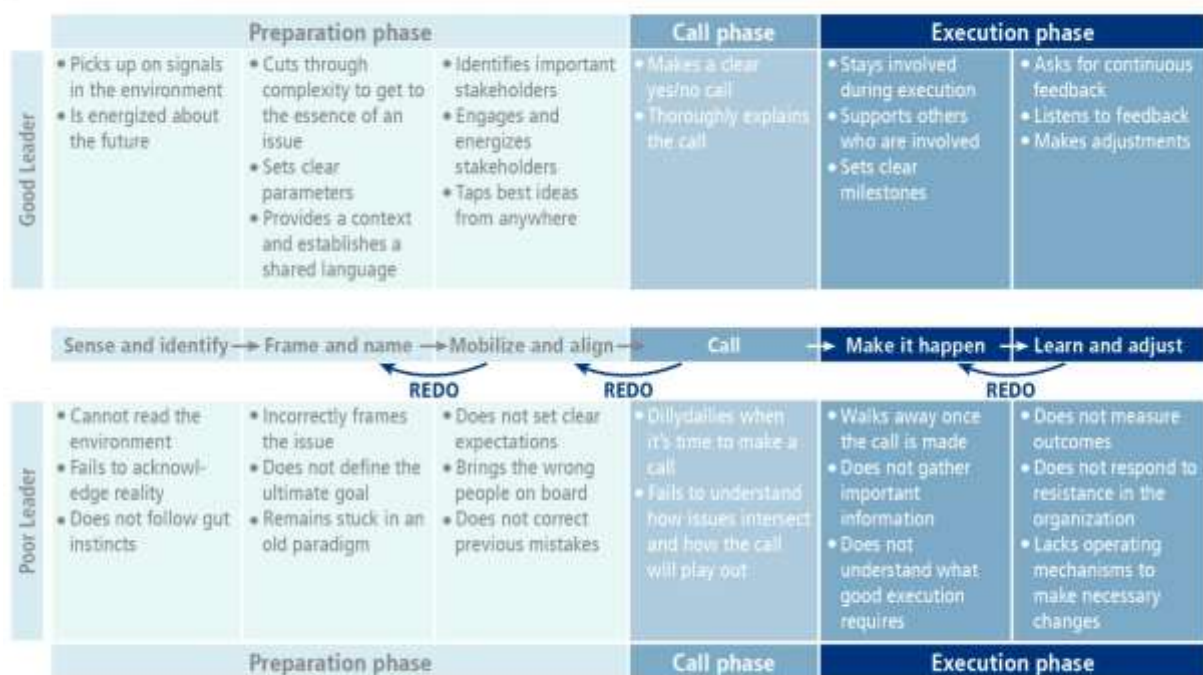 Preparation phase
Call phase
Execution phase
Good Leader
• Picks up on signals
in the environment
• Is energized about
the future
• Cuts through
complexity to get to
the essence of an
issue
• Sets clear
parameters
• Provides a context
and establishes a
shared language
• Identifies important
stakeholders
• Engages and
energizes
stakeholders
• Taps best ideas
from anywhere
• Makes a clear
yes/no call
• Thoroughly explains
the call
• Stays involved
during execution
• Supports others
who are involved
• Sets clear
milestones
• Asks for continuous
feedback
• Listens to feedback
• Makes adjustments
Sense and identify
Frame and name
Mobilize and align
Call
Make it happen
Learn and adjust
REDO
REDO
REDO
Poor Leader
• Cannot read the
environment
• Fails to acknowl-
edge reality
• Does not follow gut
instincts
• Incorrectly frames
the issue
• Does not define the
ultimate goal
• Remains stuck in an
old paradigm
• Does not set clear
expectations
• Brings the wrong
people on board
• Does not correct
previous mistakes
• Dillydallies when
it's time to make a
call
• Fails to understand
how issues intersect
and how the call
will play out
• Walks away once
the call is made
• Does not gather
important
information
• Does not
understand what
good execution
requires
• Does not measure
outcomes
• Does not respond to
resistance in the
organization
• Lacks operating
mechanisms to
make necessary
changes
Preparation phase
Call phase
Execution phase